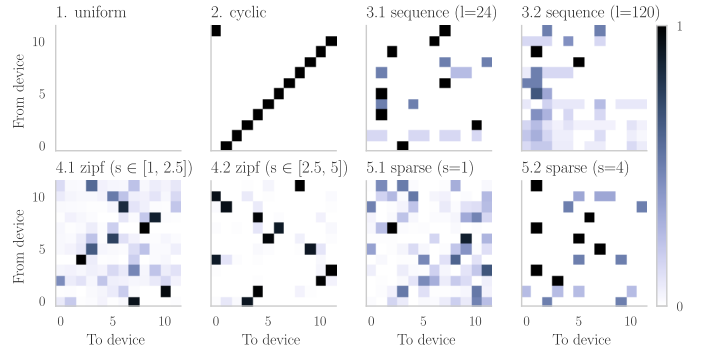 1. uniform
2. cyclic
3.1 sequence (l=24)
3.2 sequence (l=120)
From device
10
5
0
1
0
4.1 zipf (s ∈ [1, 2.5])
4.2 zipf (s ∈ [2.5, 5])
5.1 sparse (s=1)
5.2 sparse (s=4)
From device
10
5
0
0 5 10
0 5 10
0 5 10
0 5 10
To device
To device
To device
To device